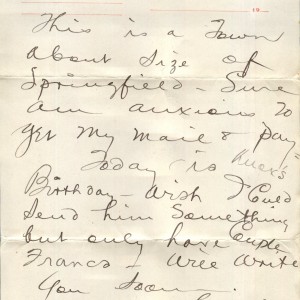 This is a Town
about size of
Springfield - Sure
am anxious to
get my mail & pay.
Today is Buck's
Birthday - wish I could
send him something
but only have couple
Francs - will write
you soon.